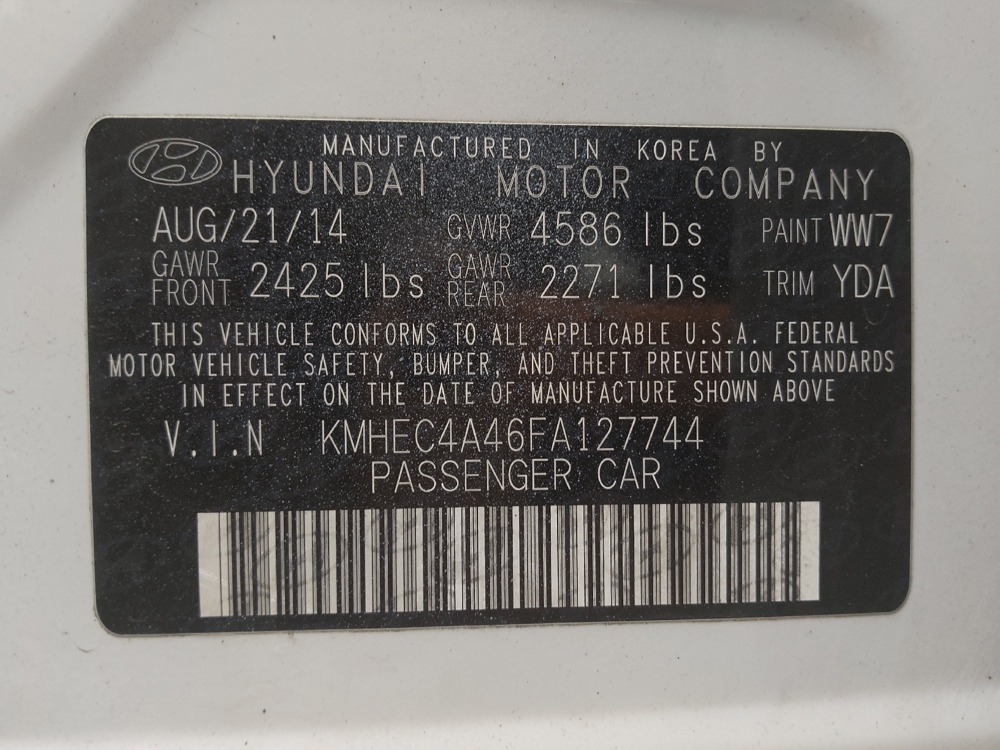 MANUFACTURED IN KOREA BY
HYUNDAI MOTOR COMPANY
AUG/21/14 GVWR 4586 lbs PAINT WW7
GAWR FRONT 2425 lbs GAWR REAR 2271 lbs TRIM YDA
THIS VEHICLE CONFORMS TO ALL APPLICABLE U.S.A. FEDERAL
MOTOR VEHICLE SAFETY, BUMPER, AND THEFT PREVENTION STANDARDS
IN EFFECT ON THE DATE OF MANUFACTURE SHOWN ABOVE
V.I.N KMHEC4A46FA127744
PASSENGER CAR